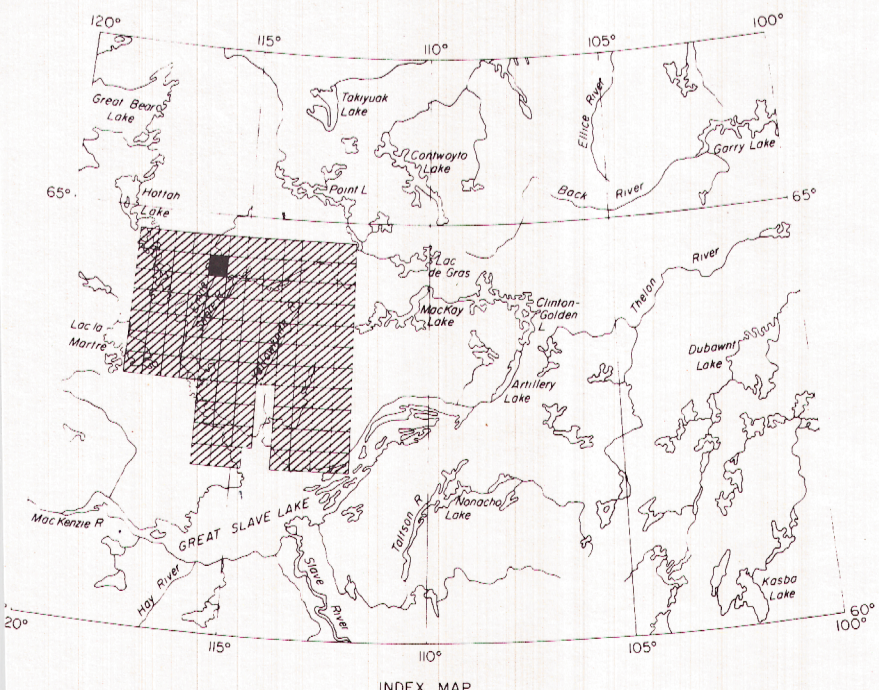 120°
115°
110°
105°
100°
Great Bear
Lake
Takiyuak
Lake
Ellice River
Contwoyto
Lake
Garry Lake
65°
Hottah
Lake
Point L
Back River
65°
Lac
de Gras
Thelon River
MacKay
Lake
Clinton-
Golden
L
Lac la
Martre
Dubawnt
Lake
Artillery
Lake
MacKenzie R
GREAT SLAVE LAKE
Taltson R
Nonacho
Lake
Hay River
Slave River
Kasba
Lake
20°
115°
110°
105°
60°
100°
INDEX MAP